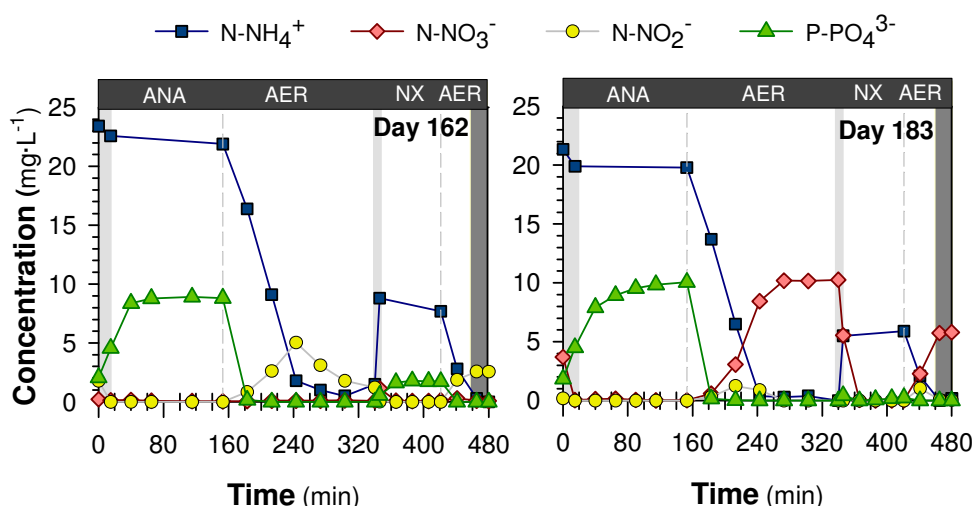 N-NH₄⁺ N-NO₃⁻ N-NO₂⁻ P-PO₄³⁻
ANA AER NX AER
ANA AER NX AER
Day 162
Day 183
Concentration (mg·L⁻¹)
25
20
15
10
5
0
25
20
15
10
5
0
0 80 160 240 320 400 480
0 80 160 240 320 400 480
Time (min)
Time (min)